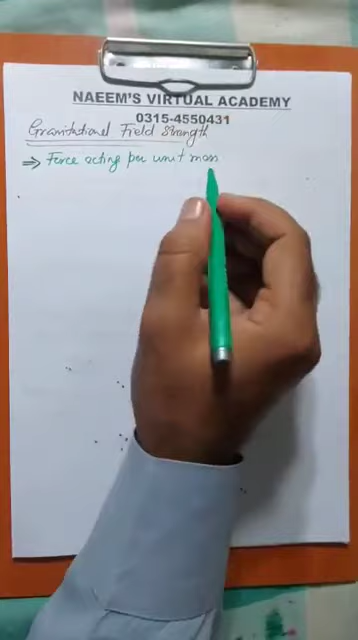 NAEEM'S VIRTUAL ACADEMY
0315-4550431
Gravitational Field Strength
⇒ Force acting per unit mass